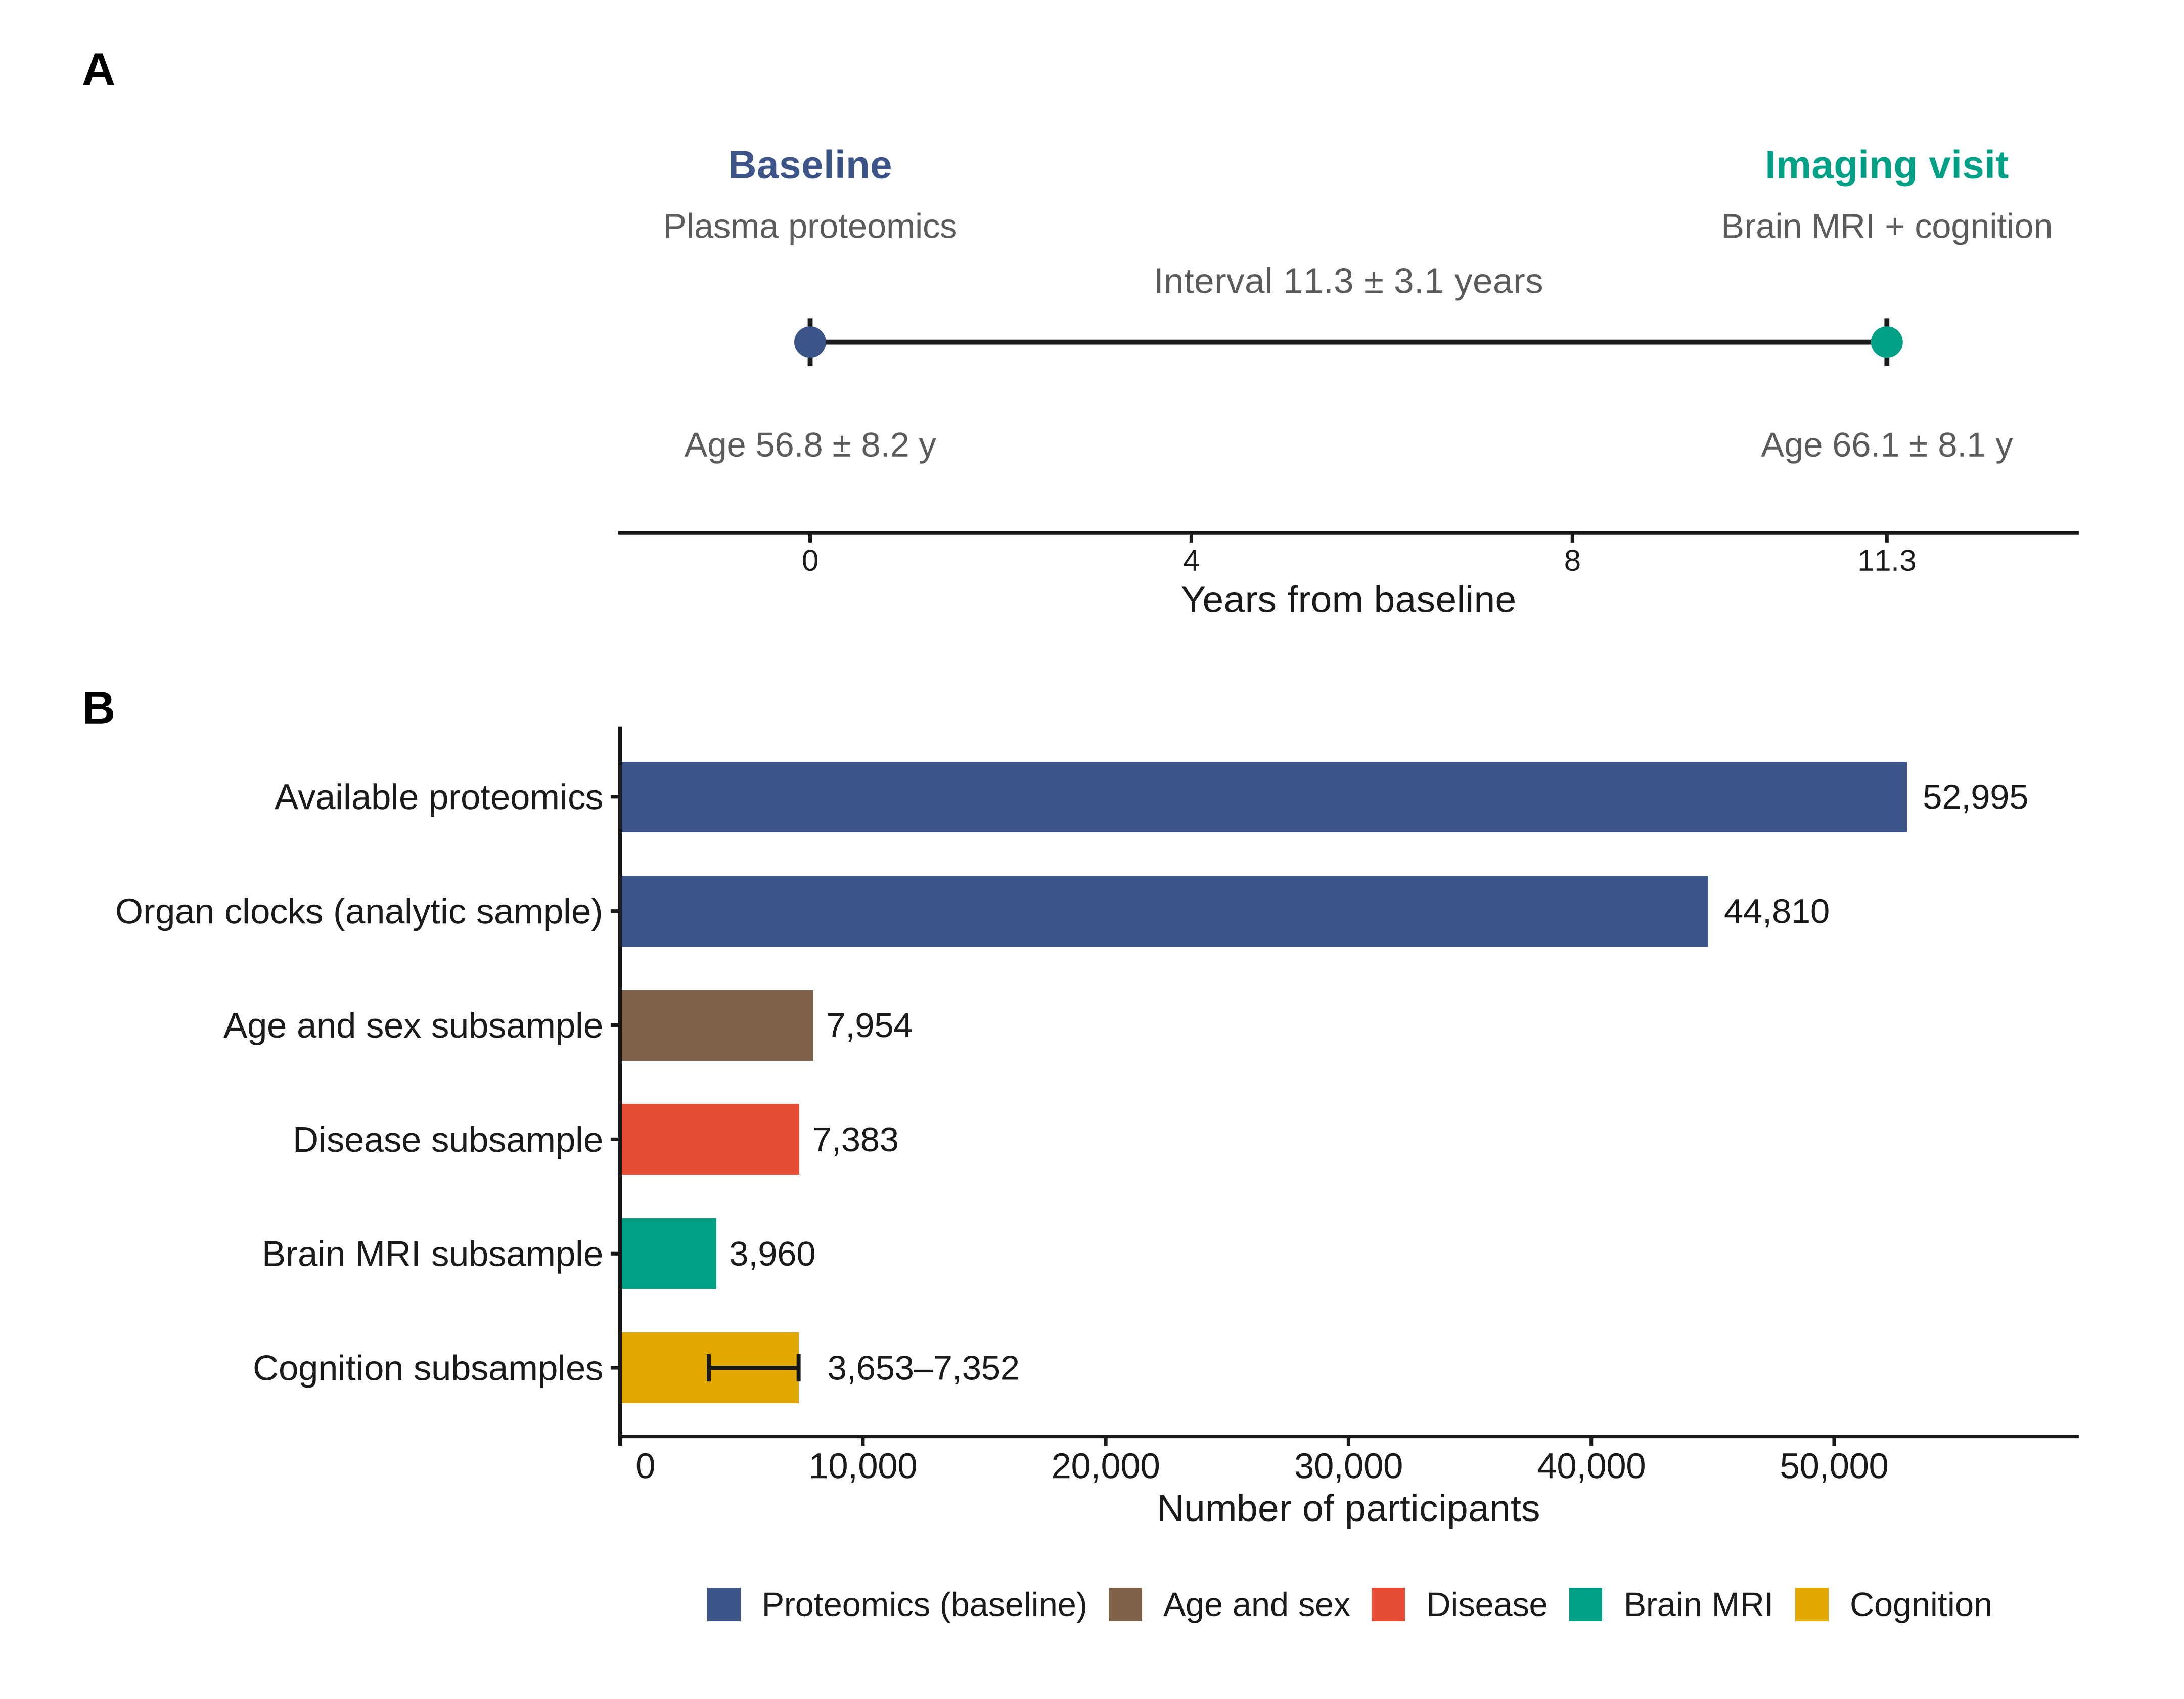 A
Baseline
Imaging visit
Plasma proteomics
Brain MRI + cognition
Interval 11.3 ± 3.1 years
Age 56.8 ± 8.2 y
Age 66.1 ± 8.1 y
0
4
8
11.3
Years from baseline
B
Available proteomics
52,995
Organ clocks (analytic sample)
44,810
Age and sex subsample
7,954
Disease subsample
7,383
Brain MRI subsample
3,960
Cognition subsamples
3,653–7,352
0
10,000
20,000
30,000
40,000
50,000
Number of participants
Proteomics (baseline)
Age and sex
Disease
Brain MRI
Cognition